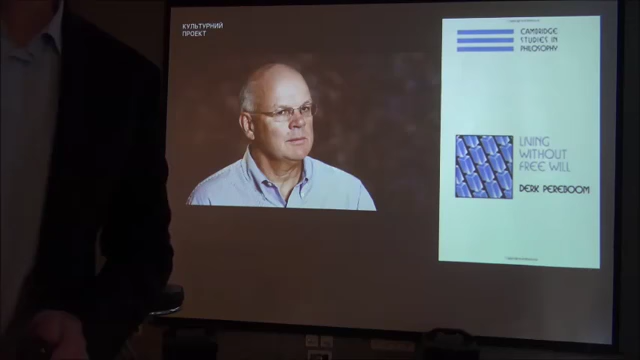 КУЛЬТУРНИЙ
ПРОЕКТ
CAMBRIDGE
STUDIES IN
PHILOSOPHY
LIVING
WITHOUT
FREE WILL
DERK PEREBOOM